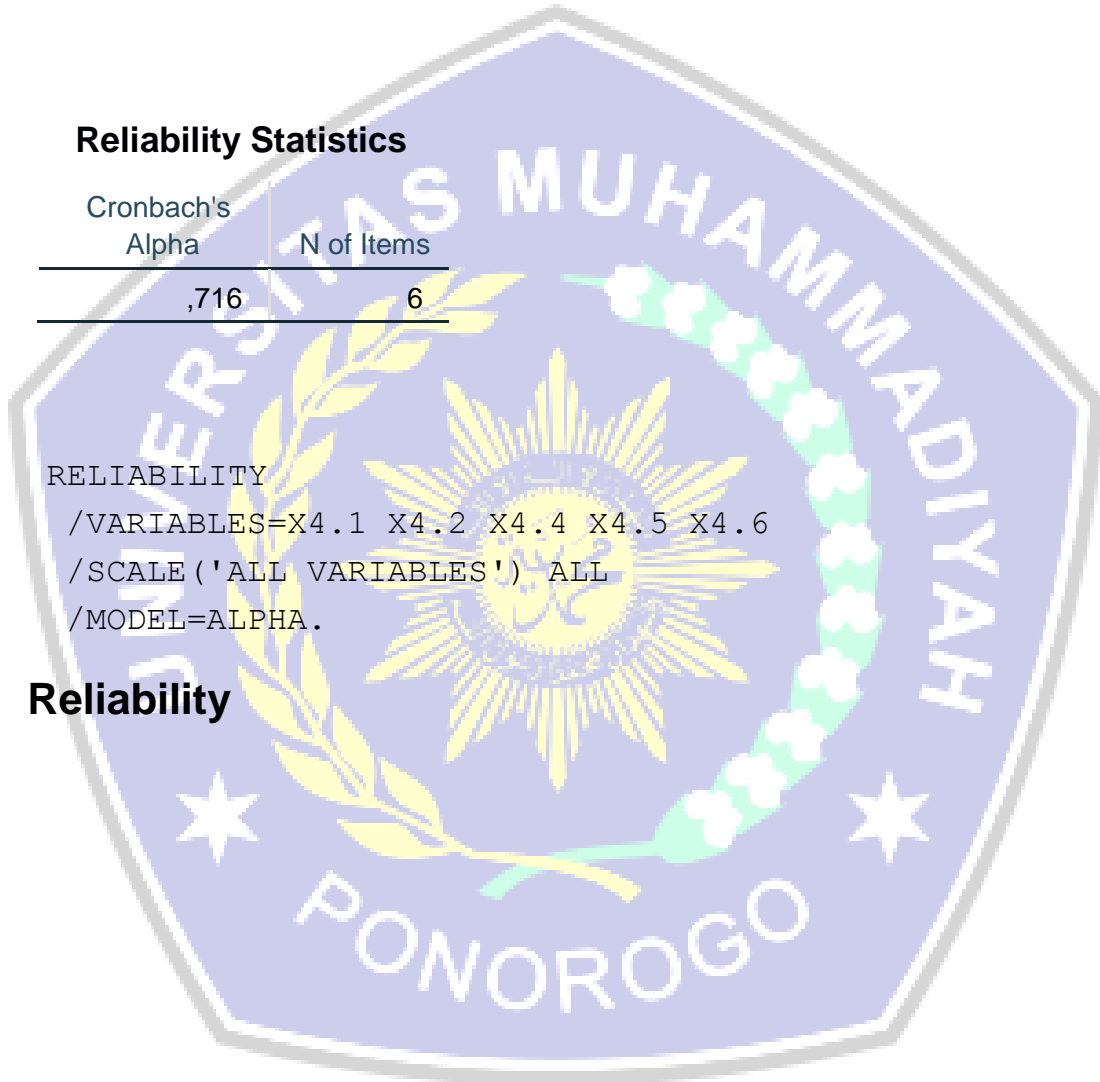 Reliability Statistics
Cronbach's
Alpha
N of Items
,716
6
RELIABILITY
/VARIABLES=X4.1 X4.2 X4.4 X4.5 X4.6
/SCALE('ALL VARIABLES') ALL
/MODEL=ALPHA.
Reliability
UNIVERSITAS MUHAMMADIYAH
PONOROGO